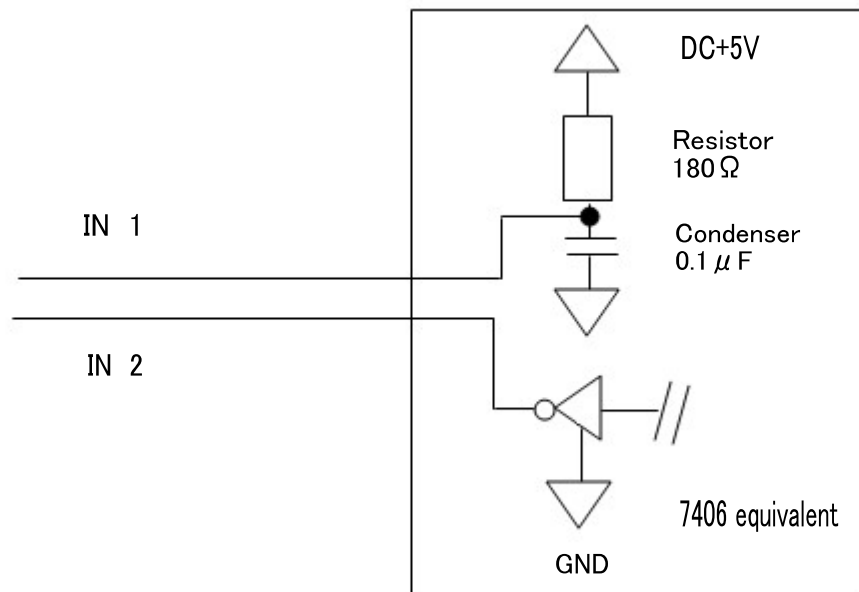 DC+5V
Resistor
180Ω
IN 1
Condenser
0.1μF
IN 2
7406 equivalent
GND